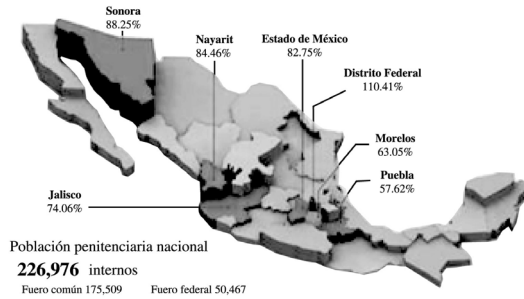 Sonora
88.25%
Nayarit
84.46%
Estado de México
82.75%
Distrito Federal
110.41%
Morelos
63.05%
Puebla
57.62%
Jalisco
74.06%
Población penitenciaria nacional
226,976 internos
Fuero común 175,509 Fuero federal 50,467